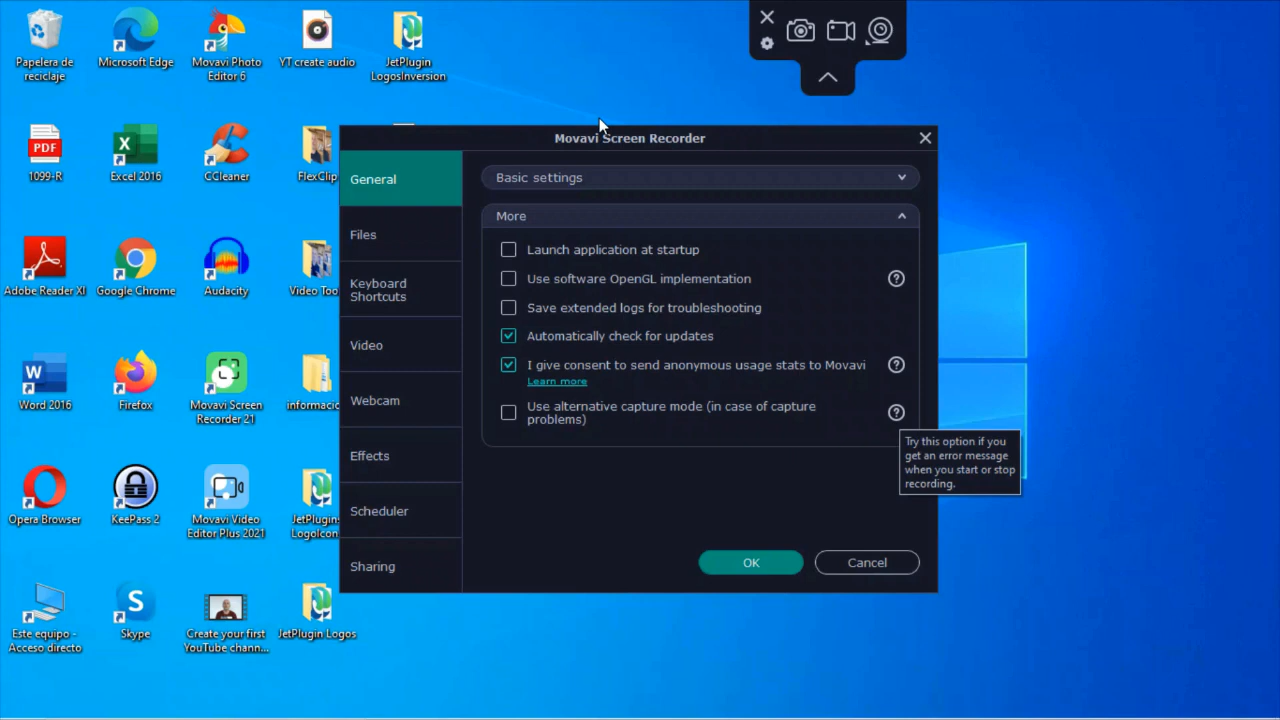 Papelera de
reciclaje
Microsoft Edge
Movavi Photo
Editor 6
YT create audio
JetPlugin
LogosInversion
PDF
1099-R
Excel 2016
CCleaner
FlexClip
Adobe Reader XI
Google Chrome
Audacity
Video Too
W
Word 2016
Firefox
Movavi Screen
Recorder 21
informacio
Opera Browser
KeePass 2
Movavi Video
Editor Plus 2021
JetPlugins
LogoIcon
S
Este equipo -
Acceso directo
Skype
Create your first
YouTube chann...
JetPlugin Logos
Movavi Screen Recorder
General
Files
Keyboard
Shortcuts
Video
Webcam
Effects
Scheduler
Sharing
Basic settings
More
Launch application at startup
Use software OpenGL implementation
Save extended logs for troubleshooting
Automatically check for updates
I give consent to send anonymous usage stats to Movavi
Learn more
Use alternative capture mode (in case of capture
problems)
Try this option if you
get an error message
when you start or stop
recording.
OK
Cancel